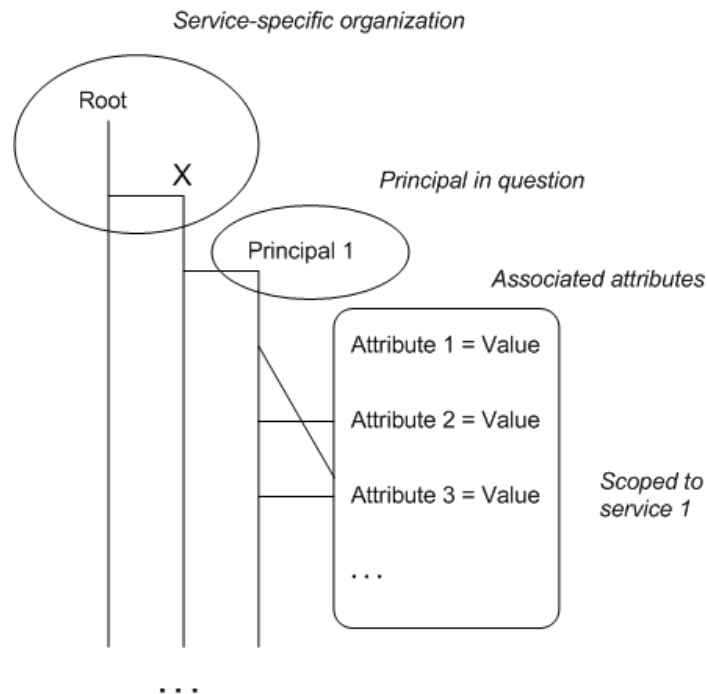 Service-specific organization
Root
X
Principal in question
Principal 1
Associated attributes
Attribute 1 = Value
Attribute 2 = Value
Attribute 3 = Value
Scoped to
service 1
...
...